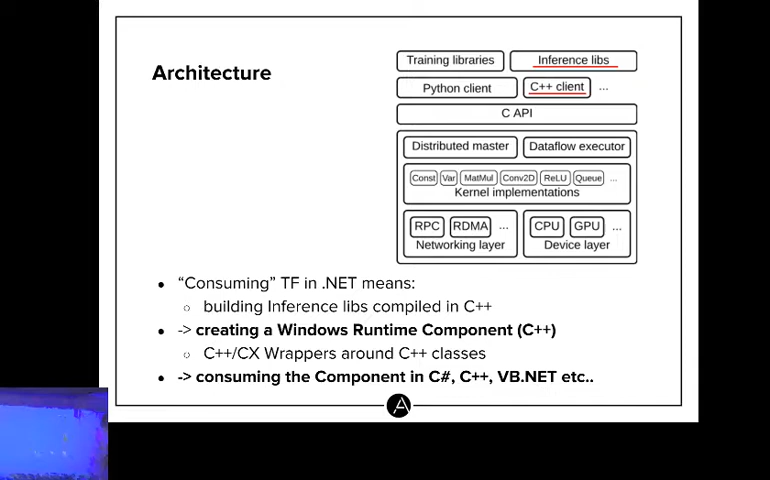 Architecture
Training libraries
Inference libs
Python client
C++ client
...
C API
Distributed master
Dataflow executor
Const
Var
MatMul
Conv2D
ReLU
Queue
...
Kernel implementations
RPC
RDMA
...
Networking layer
CPU
GPU
...
Device layer
• “Consuming” TF in .NET means:
○ building Inference libs compiled in C++
• -> creating a Windows Runtime Component (C++)
○ C++/CX Wrappers around C++ classes
• -> consuming the Component in C#, C++, VB.NET etc..